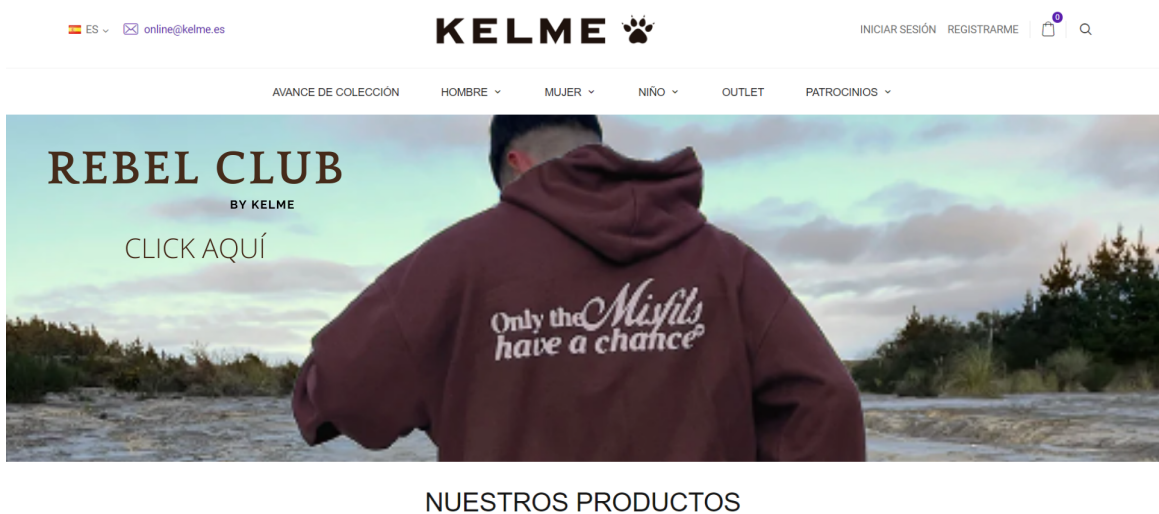 ES
online@kelme.es
KELME
INICIAR SESIÓN
REGISTRARME
0
AVANCE DE COLECCIÓN
HOMBRE
MUJER
NIÑO
OUTLET
PATROCINIOS
REBEL CLUB
BY KELME
CLICK AQUÍ
Only the Misfits
have a chance
NUESTROS PRODUCTOS